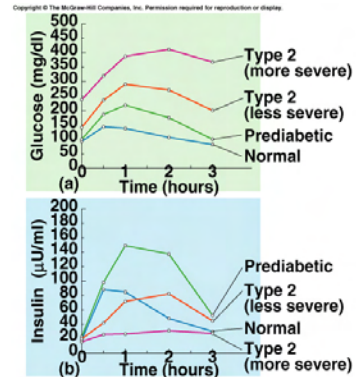 Copyright © The McGraw-Hill Companies, Inc. Permission required for reproduction or display.
Glucose (mg/dl)
500
450
400
350
300
250
200
150
100
50
0
Type 2
(more severe)
Type 2
(less severe)
Prediabetic
Normal
0 1 2 3
(a) Time (hours)
Insulin (μU/ml)
200
180
160
140
120
100
80
60
40
20
0
Prediabetic
Type 2
(less severe)
Normal
Type 2
(more severe)
0 1 2 3
(b) Time (hours)